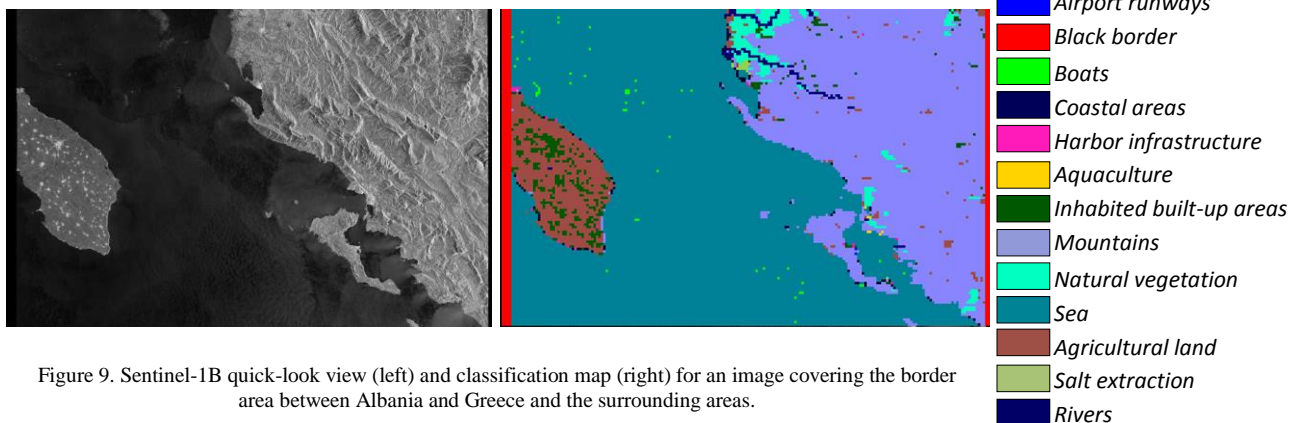 Airport runways
Black border
Boats
Coastal areas
Harbor infrastructure
Aquaculture
Inhabited built-up areas
Mountains
Natural vegetation
Sea
Agricultural land
Salt extraction
Rivers
Figure 9. Sentinel-1B quick-look view (left) and classification map (right) for an image covering the border
area between Albania and Greece and the surrounding areas.